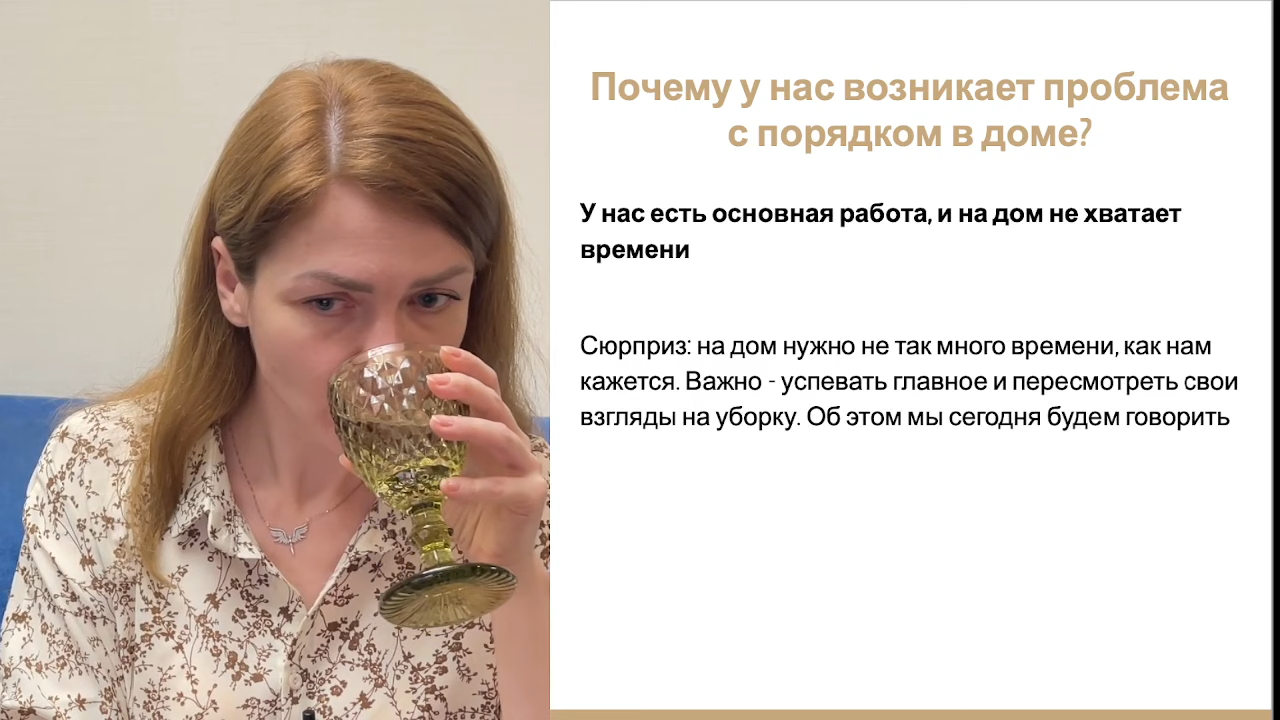 Почему у нас возникает проблема
с порядком в доме?
У нас есть основная работа, и на дом не хватает
времени
Сюрприз: на дом нужно не так много времени, как нам
кажется. Важно - успевать главное и пересмотреть свои
взгляды на уборку. Об этом мы сегодня будем говорить